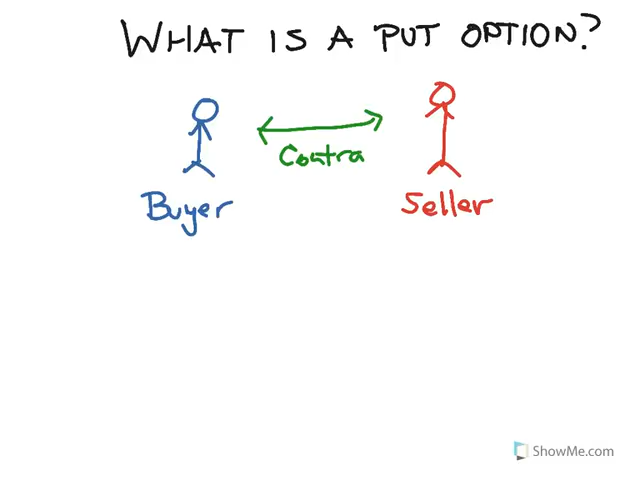 WHAT IS A PUT OPTION?
Contra
Buyer
Seller
ShowMe.com